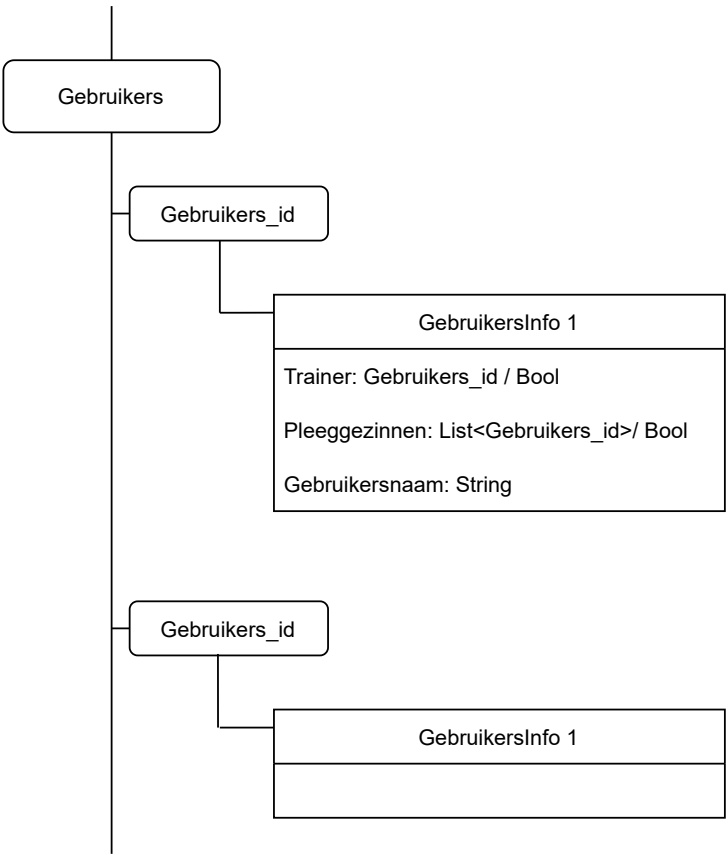 Gebruikers
Gebruikers_id
GebruikersInfo 1
Trainer: Gebruikers_id / Bool
Pleeggezinnen: List<Gebruikers_id>/ Bool
Gebruikersnaam: String
Gebruikers_id
GebruikersInfo 1